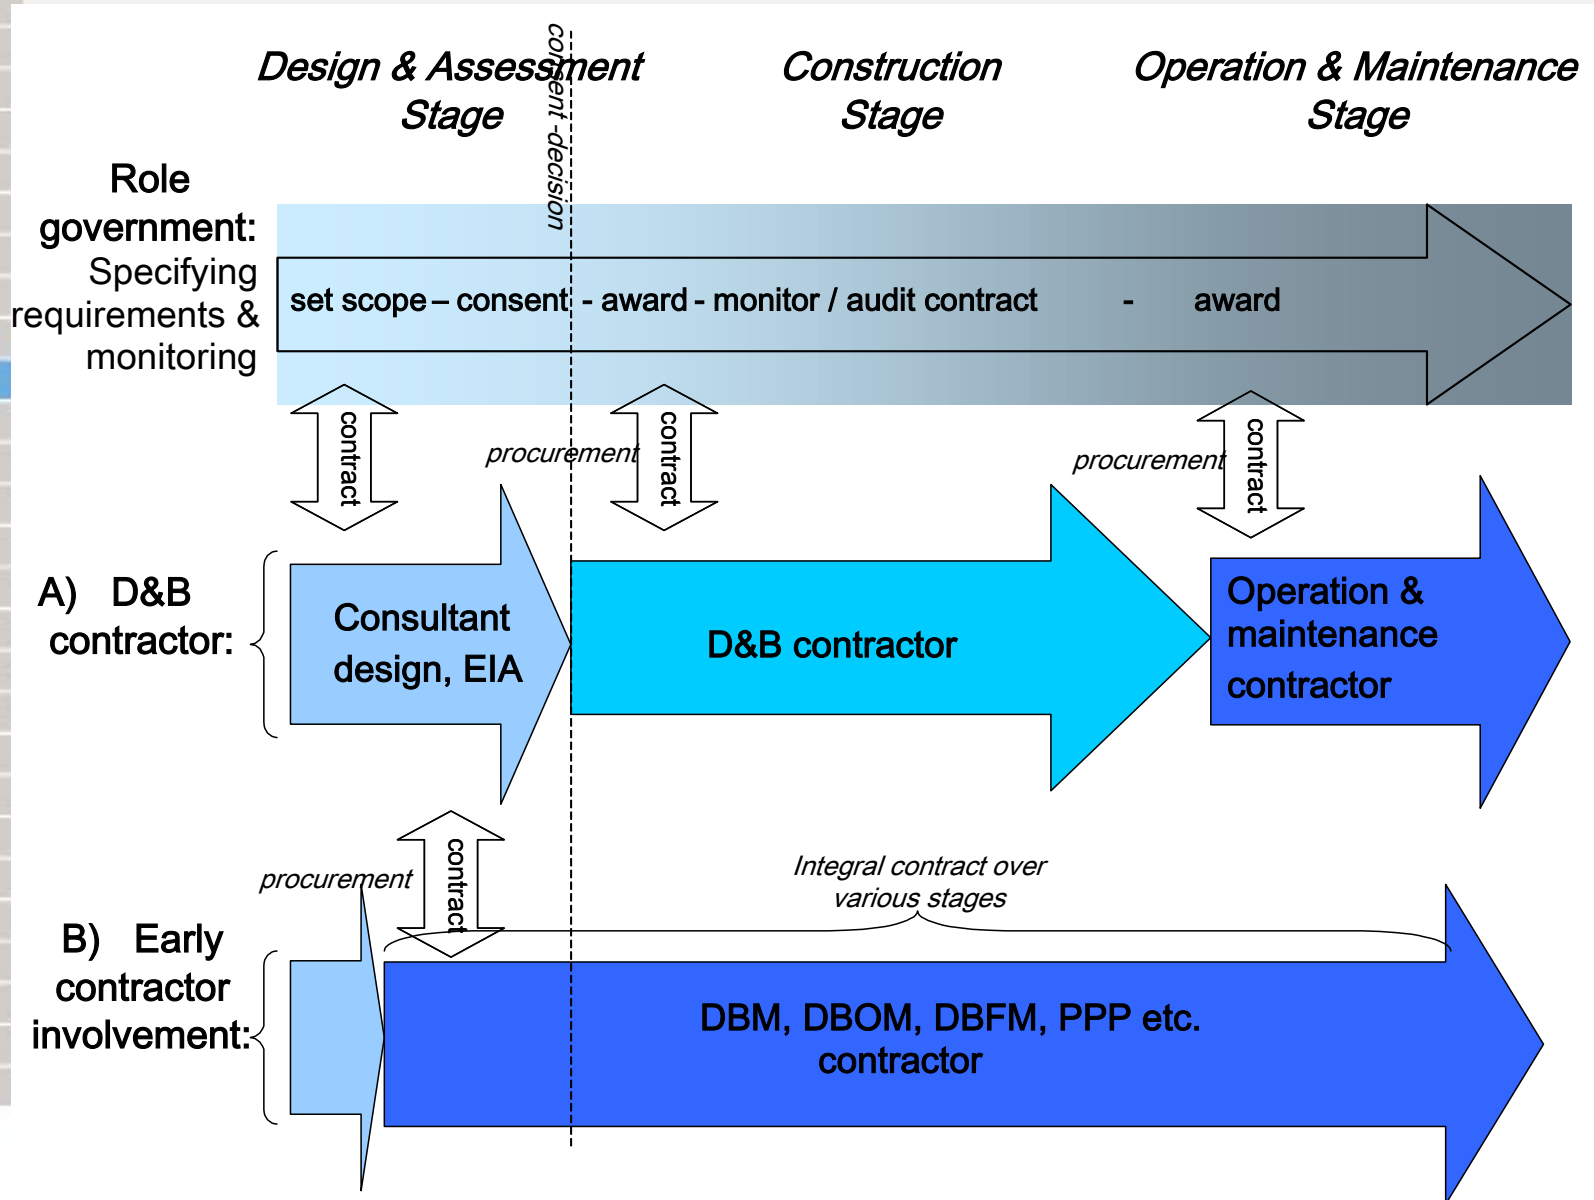 Design & Assessment
Stage
Construction
Stage
Operation & Maintenance
Stage
consent -decision
Role
government:
Specifying
requirements &
monitoring
set scope – consent - award - monitor / audit contract - award
contract
procurement
contract
procurement
contract
A) D&B
contractor:
Consultant
design, EIA
D&B contractor
Operation &
maintenance
contractor
procurement
contract
Integral contract over
various stages
B) Early
contractor
involvement:
DBM, DBOM, DBFM, PPP etc.
contractor